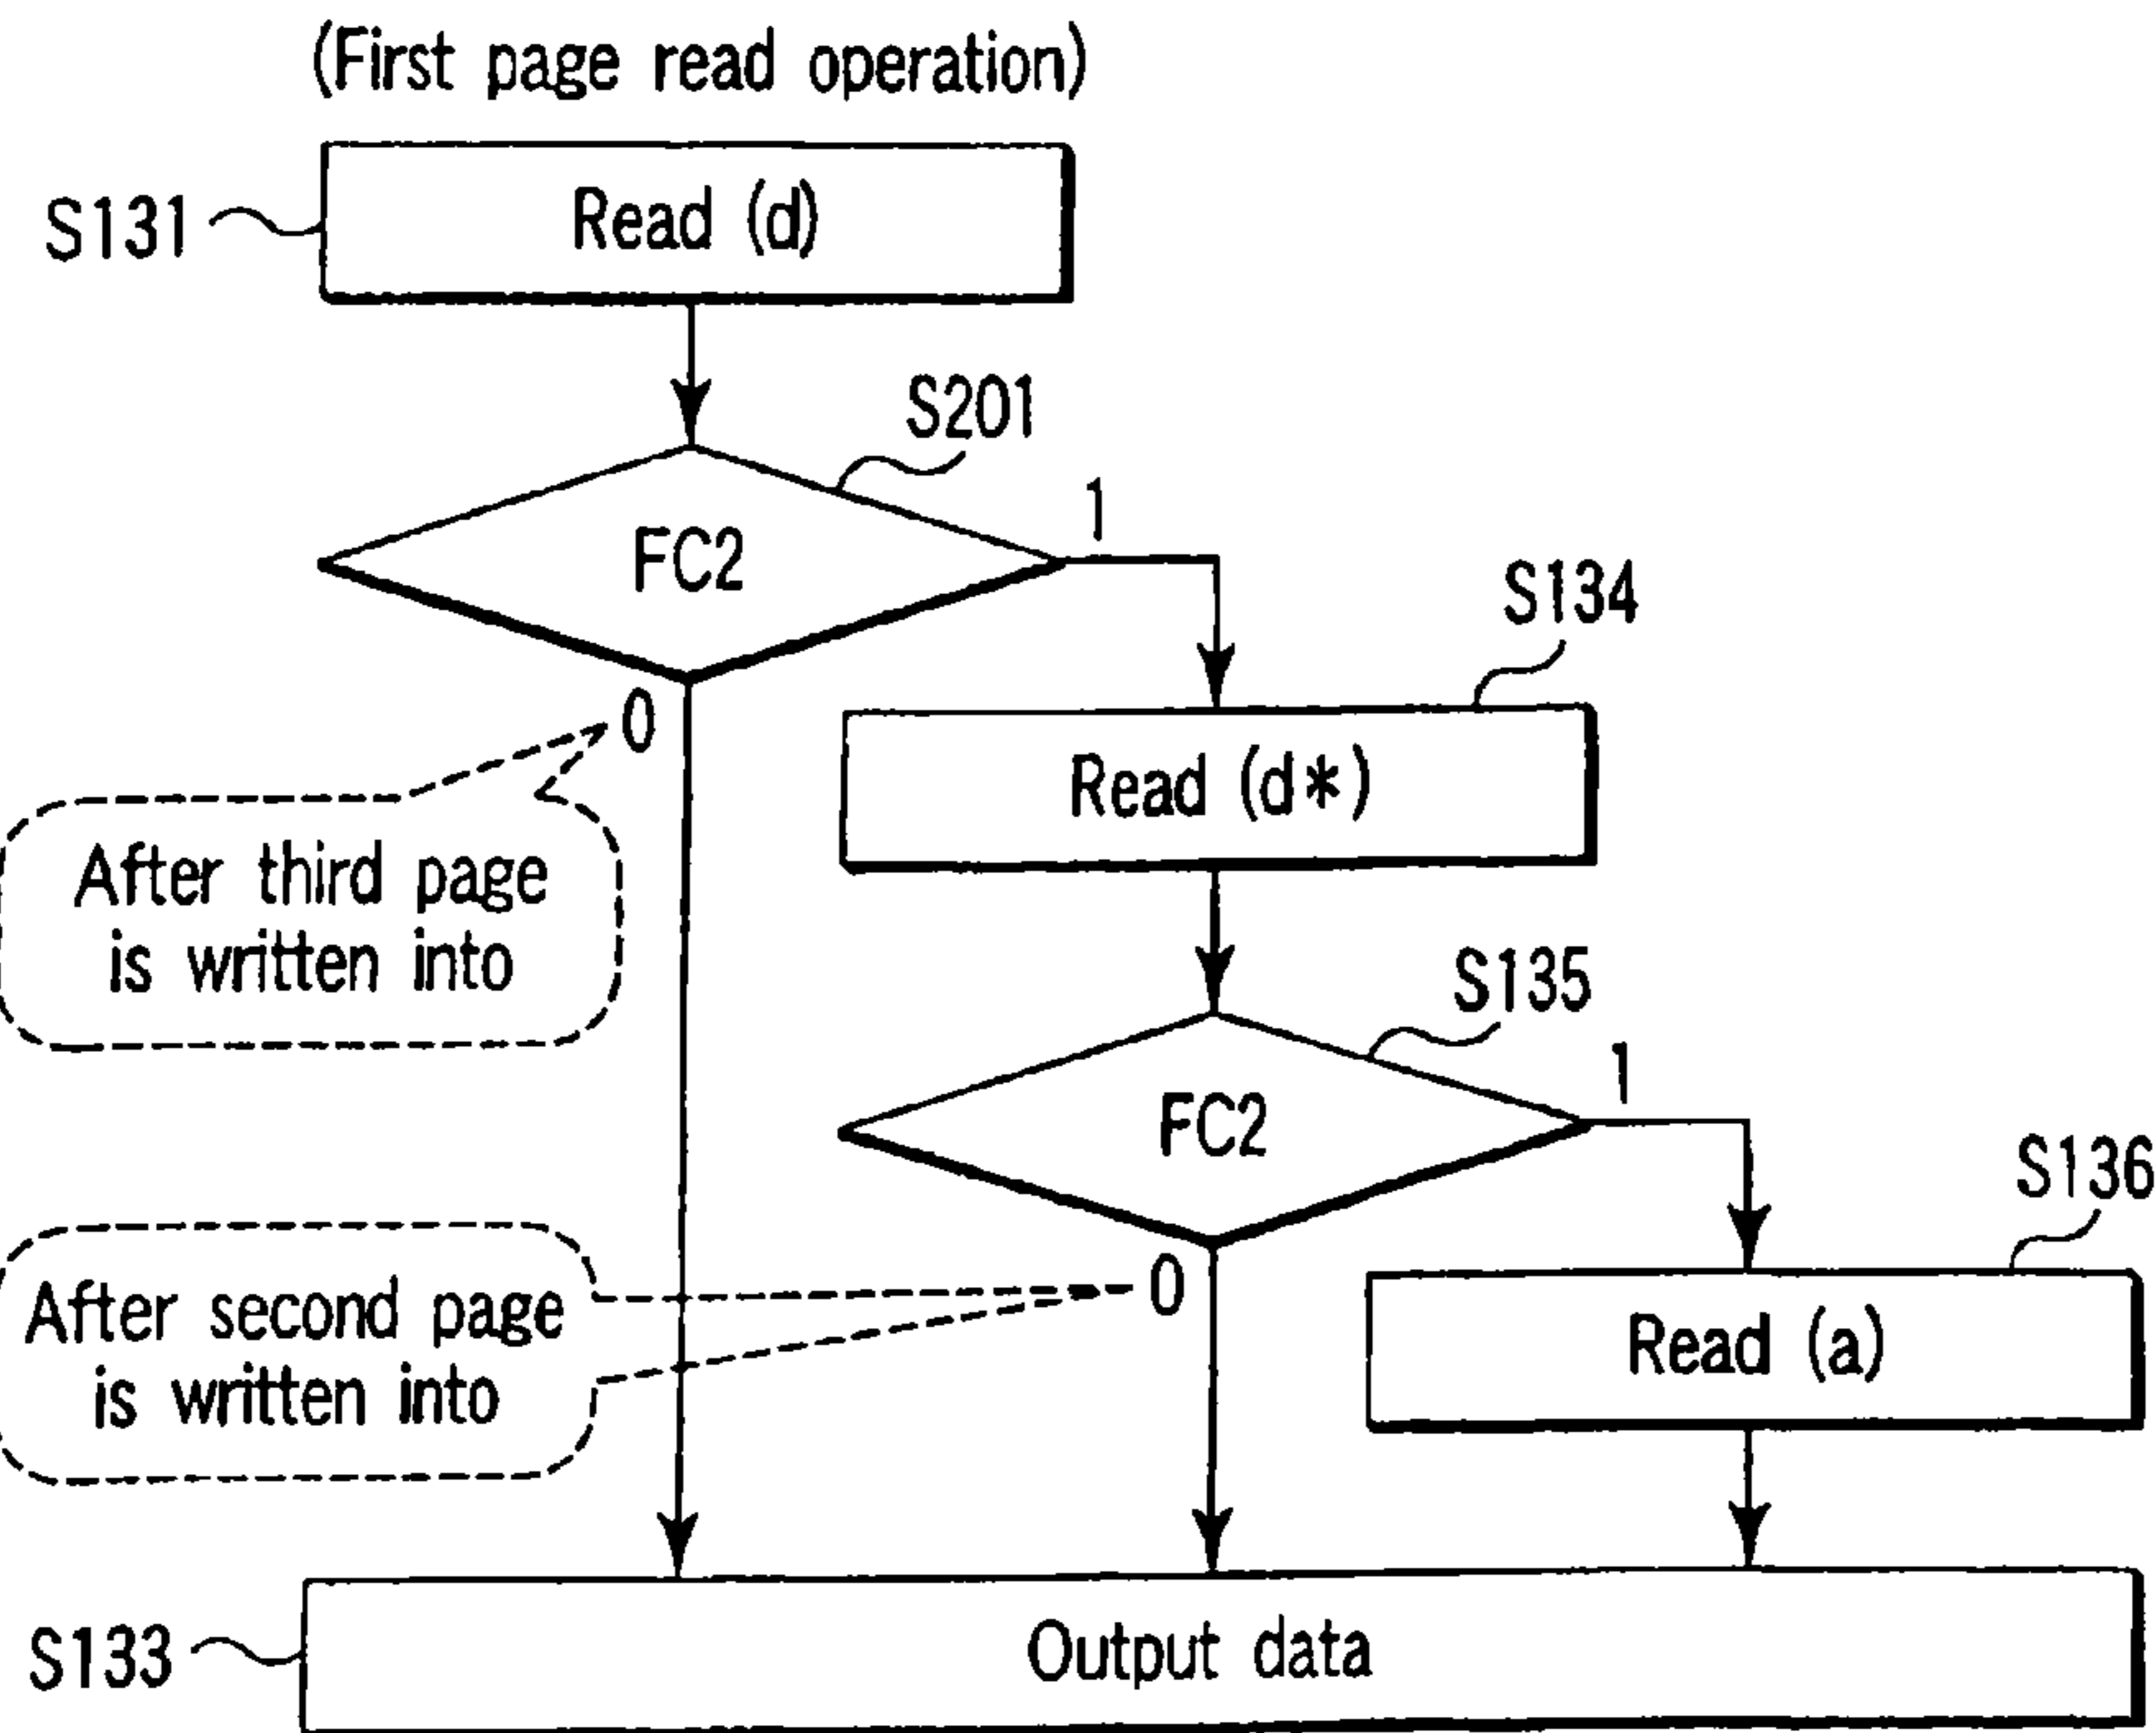 (First page read operation)
S131
Read (d)
S201
FC2
1
0
S134
Read (d*)
After third page
is written into
S135
FC2
1
0
S136
Read (a)
After second page
is written into
S133
Output data